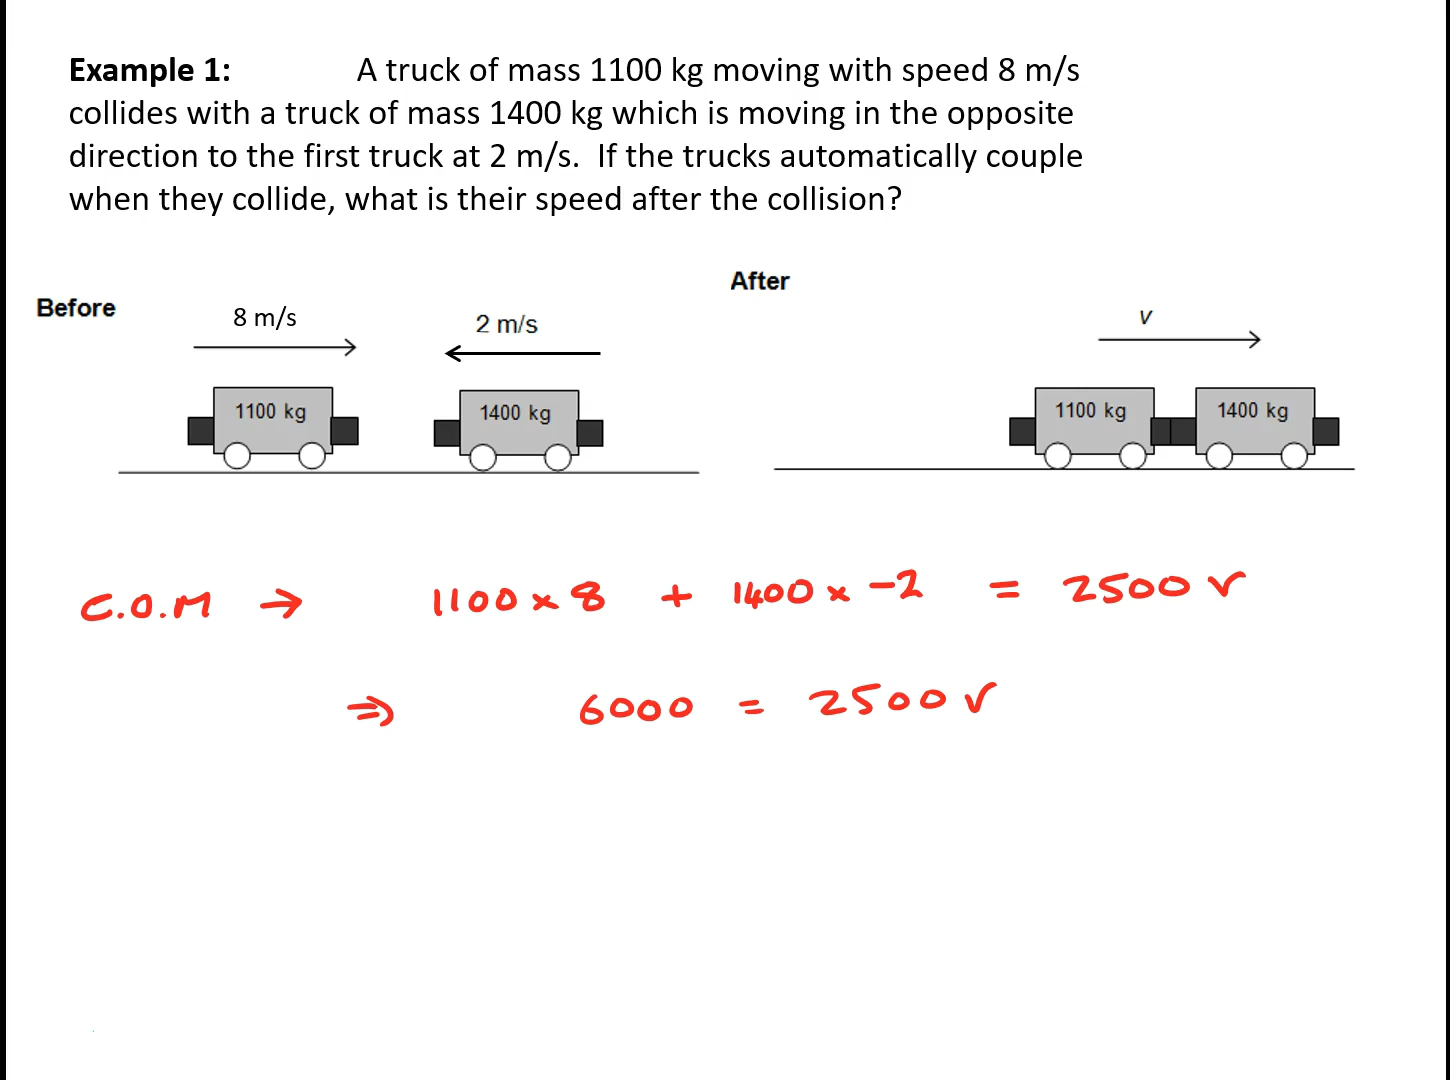 Example 1: A truck of mass 1100 kg moving with speed 8 m/s
collides with a truck of mass 1400 kg which is moving in the opposite
direction to the first truck at 2 m/s. If the trucks automatically couple
when they collide, what is their speed after the collision?
Before
8 m/s
2 m/s
1100 kg
1400 kg
After
v
1100 kg
1400 kg
C.O.M → 1100 × 8 + 1400 × -2 = 2500 v
⇒ 6000 = 2500 v